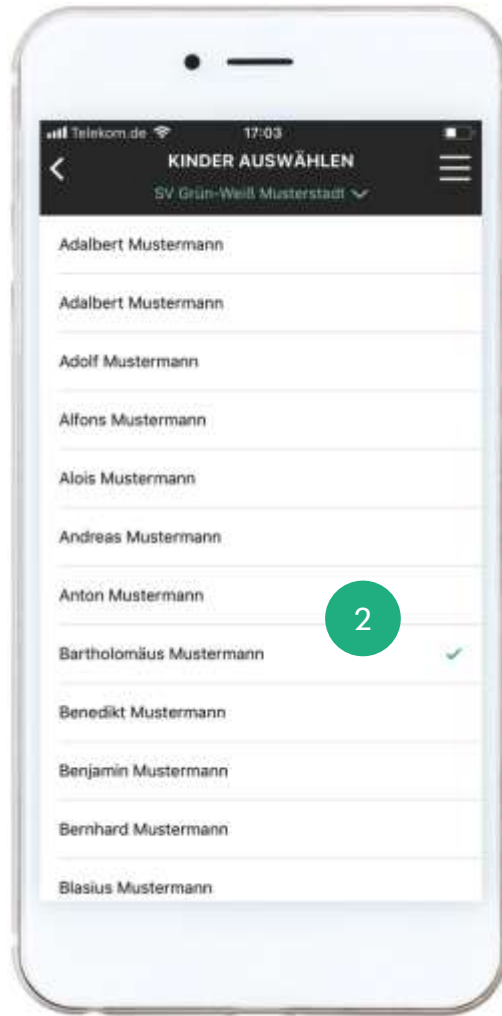 Telekom.de 17:03
KINDER AUSWÄHLEN
SV Grün-Weiß Musterstadt
Adalbert Mustermann
Adalbert Mustermann
Adolf Mustermann
Alfons Mustermann
Alois Mustermann
Andreas Mustermann
Anton Mustermann
2
Bartholomäus Mustermann
Benedikt Mustermann
Benjamin Mustermann
Bernhard Mustermann
Blasius Mustermann